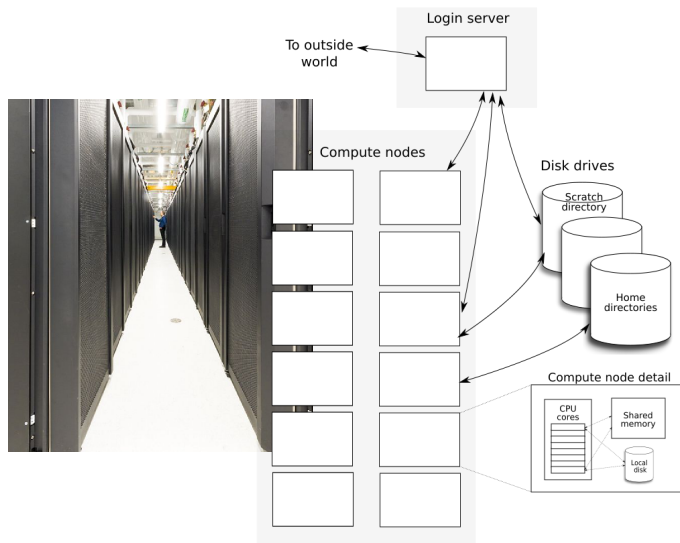 Login server
To outside
world
Compute nodes
Disk drives
Scratch
directory
Home
directories
Compute node detail
CPU
cores
Shared
memory
Local
disk